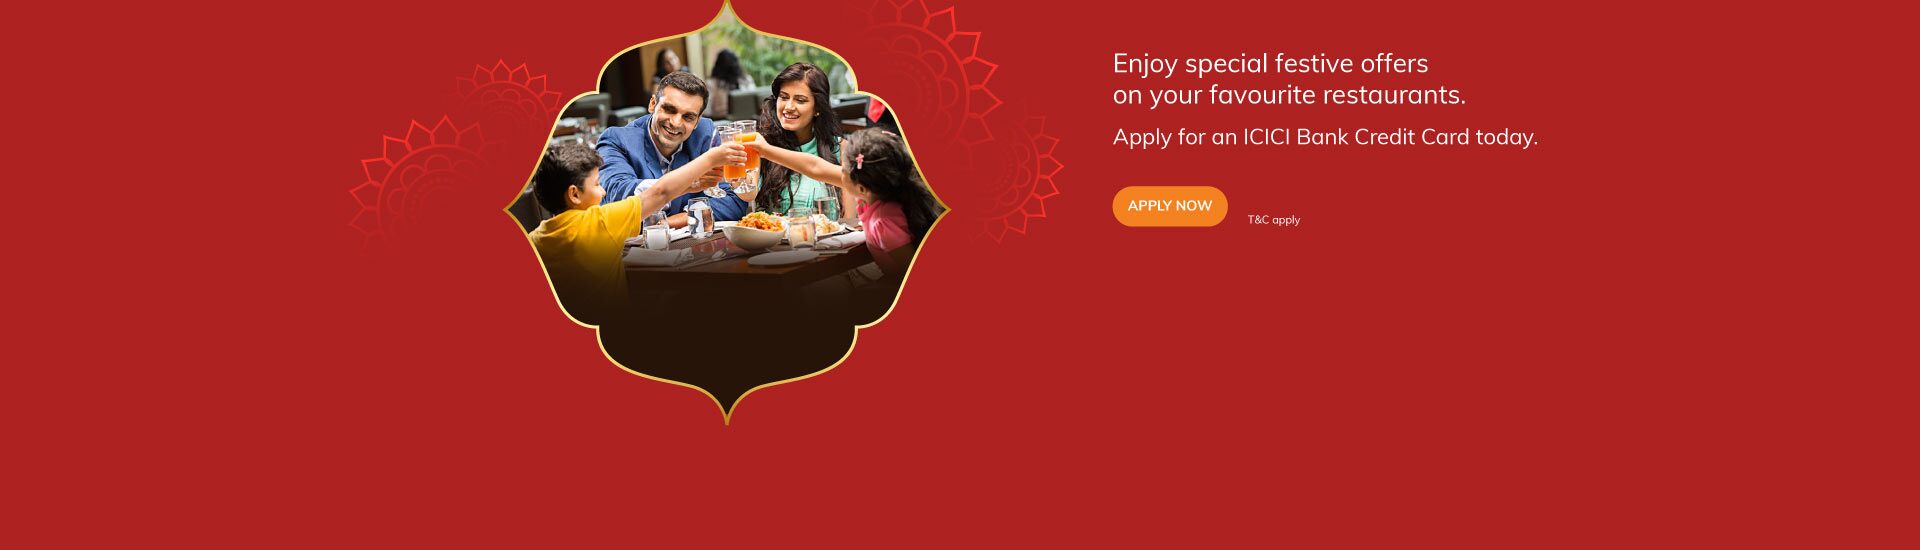 Enjoy special festive offers
on your favourite restaurants.
Apply for an ICICI Bank Credit Card today.
APPLY NOW
T&C apply